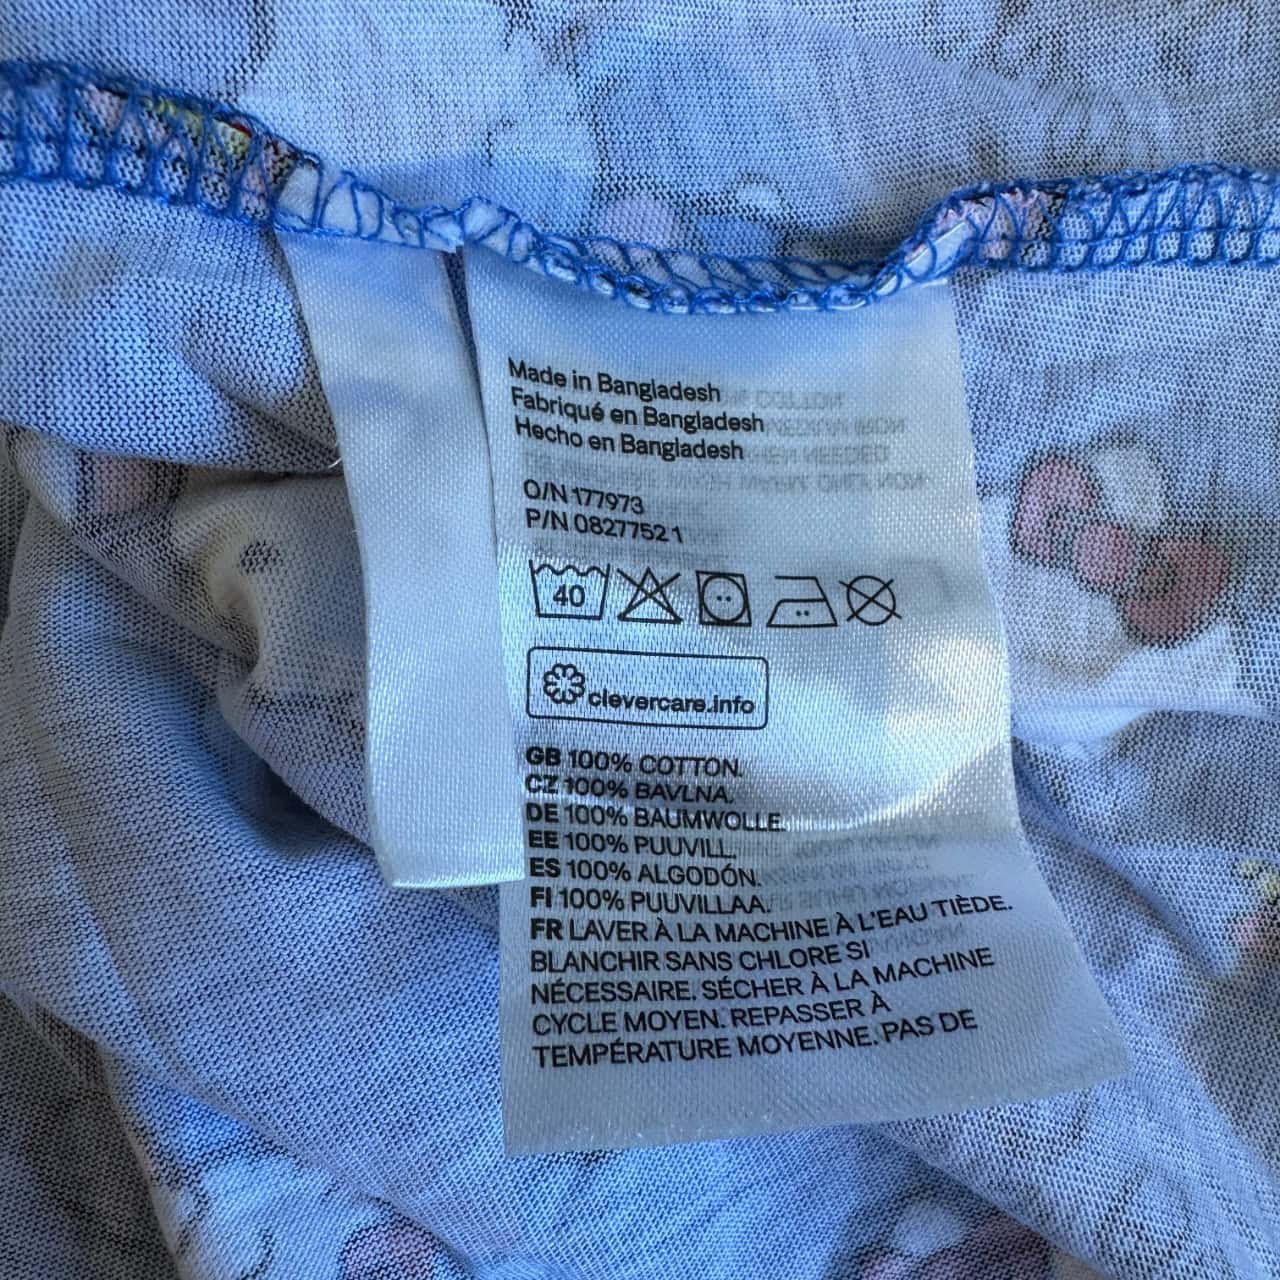 Made in Bangladesh
Fabriqué en Bangladesh
Hecho en Bangladesh
O/N 177973
P/N 0827752 1
40
clevercare.info
GB 100% COTTON.
CZ 100% BAVLNA.
DE 100% BAUMWOLLE.
EE 100% PUUVILL.
ES 100% ALGODÓN.
FI 100% PUUVILLAA.
FR LAVER À LA MACHINE À L'EAU TIÈDE.
BLANCHIR SANS CHLORE SI
NÉCESSAIRE. SÉCHER À LA MACHINE
CYCLE MOYEN. REPASSER À
TEMPÉRATURE MOYENNE. PAS DE